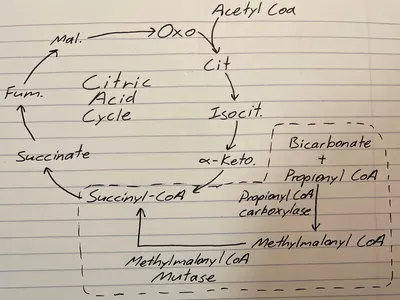 Acetyl Coa
Mal.
Oxo.
Cit
Citric
Acid
Cycle
Fum.
Isocit.
Succinate
α-Keto.
Bicarbonate
+
Propionyl CoA
Succinyl-CoA
Propionyl CoA
carboxylase
Methylmalonyl CoA
Methylmalonyl CoA
Mutase